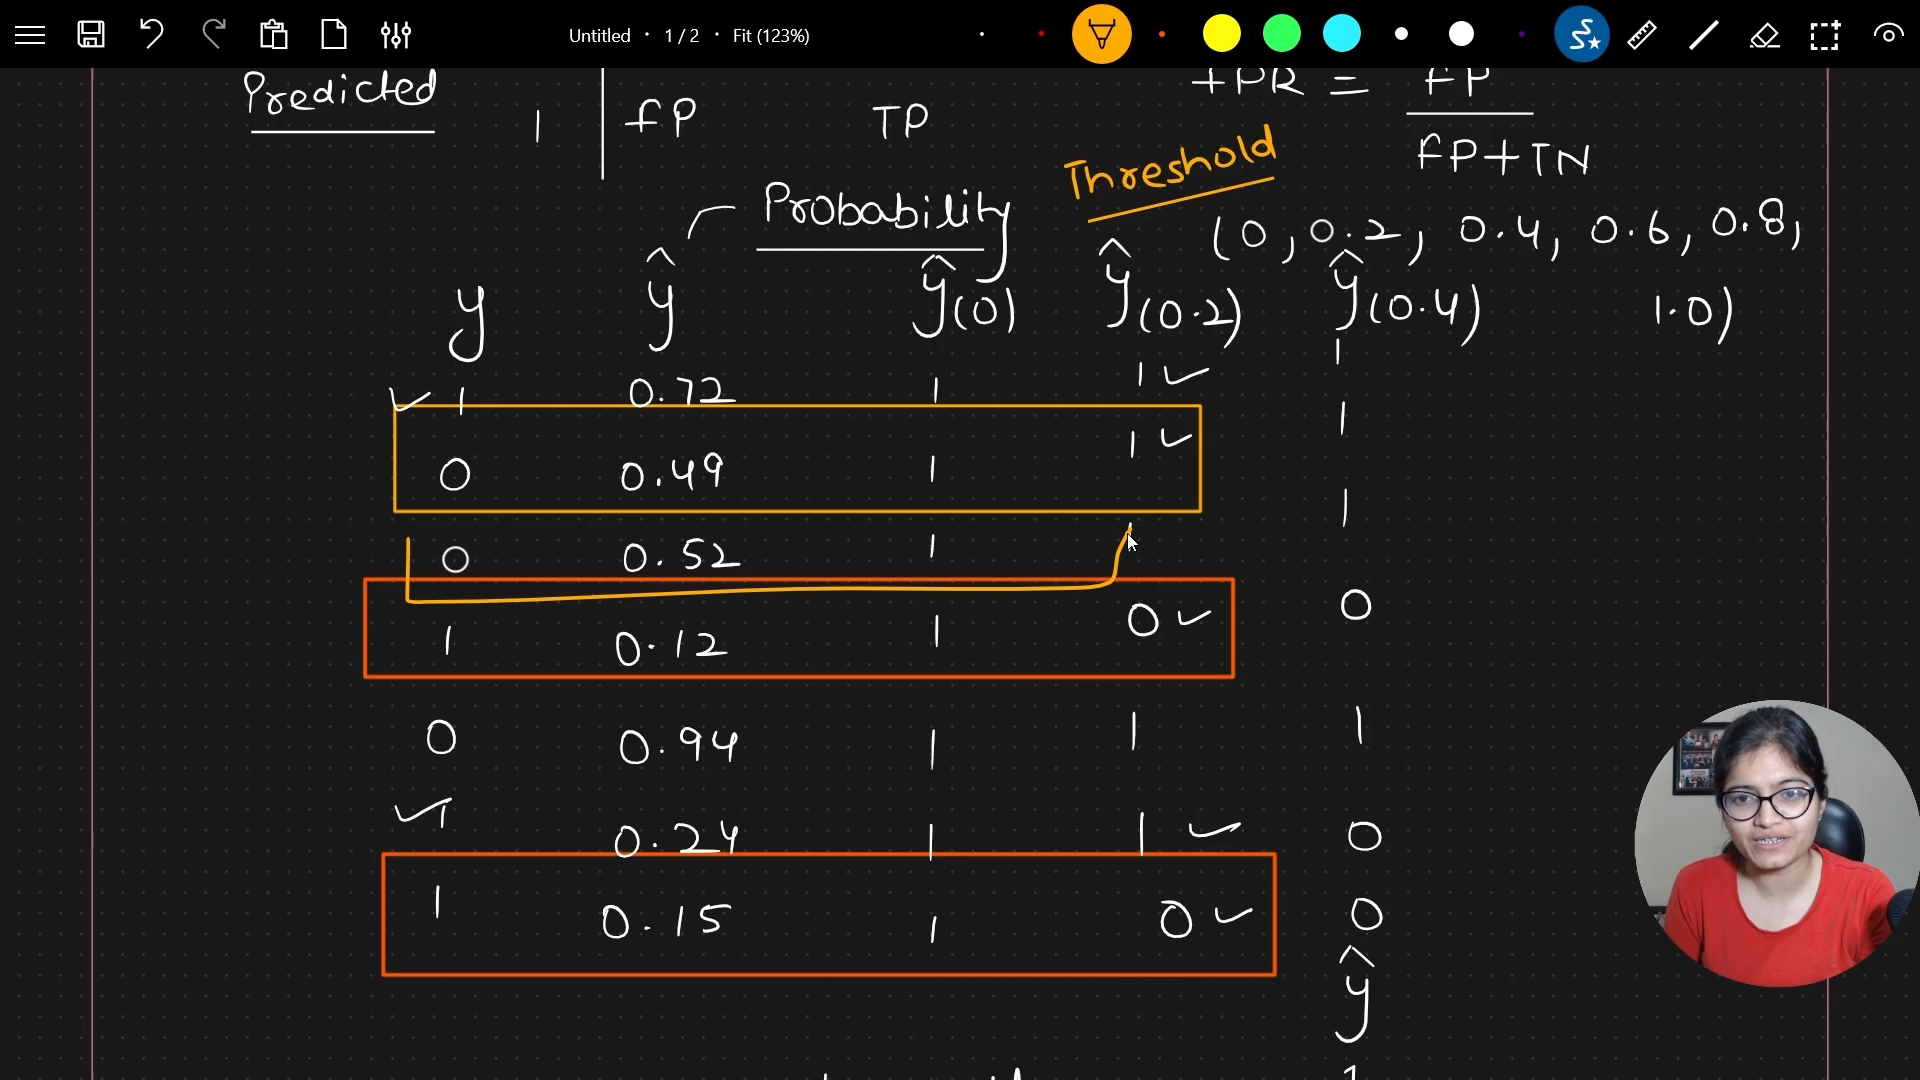 Untitled • 1 / 2 • Fit (123%)
Predicted 1 FP TP
FPR = FP
FP+TN
Threshold
Probability
(0, 0.2, 0.4, 0.6, 0.8,
1.0)
y ŷ ŷ(0) ŷ(0.2) ŷ(0.4)
1 0.72 1 1 1
0 0.49 1 1 1
0 0.52 1 1 1
1 0.12 1 0 0
0 0.94 1 1 1
1 0.24 1 1 0
1 0.15 1 0 0
ŷ